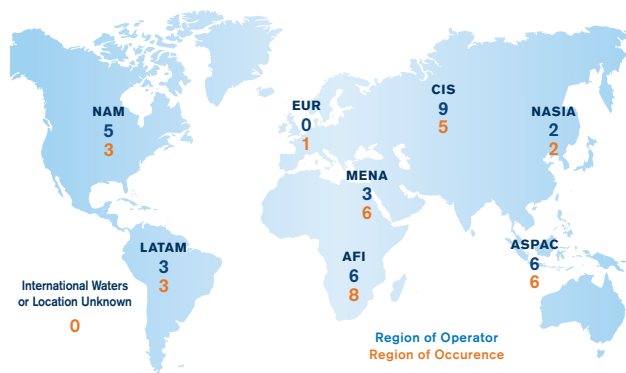 NAM
5
3
EUR
0
1
CIS
9
5
NASIA
2
2
MENA
3
6
LATAM
3
3
AFI
6
8
ASPAC
6
6
International Waters
or Location Unknown
0
Region of Operator
Region of Occurence